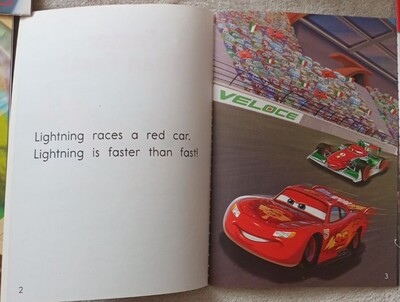 Lightning races a red car.
Lightning is faster than fast!
2
VELOCE
3